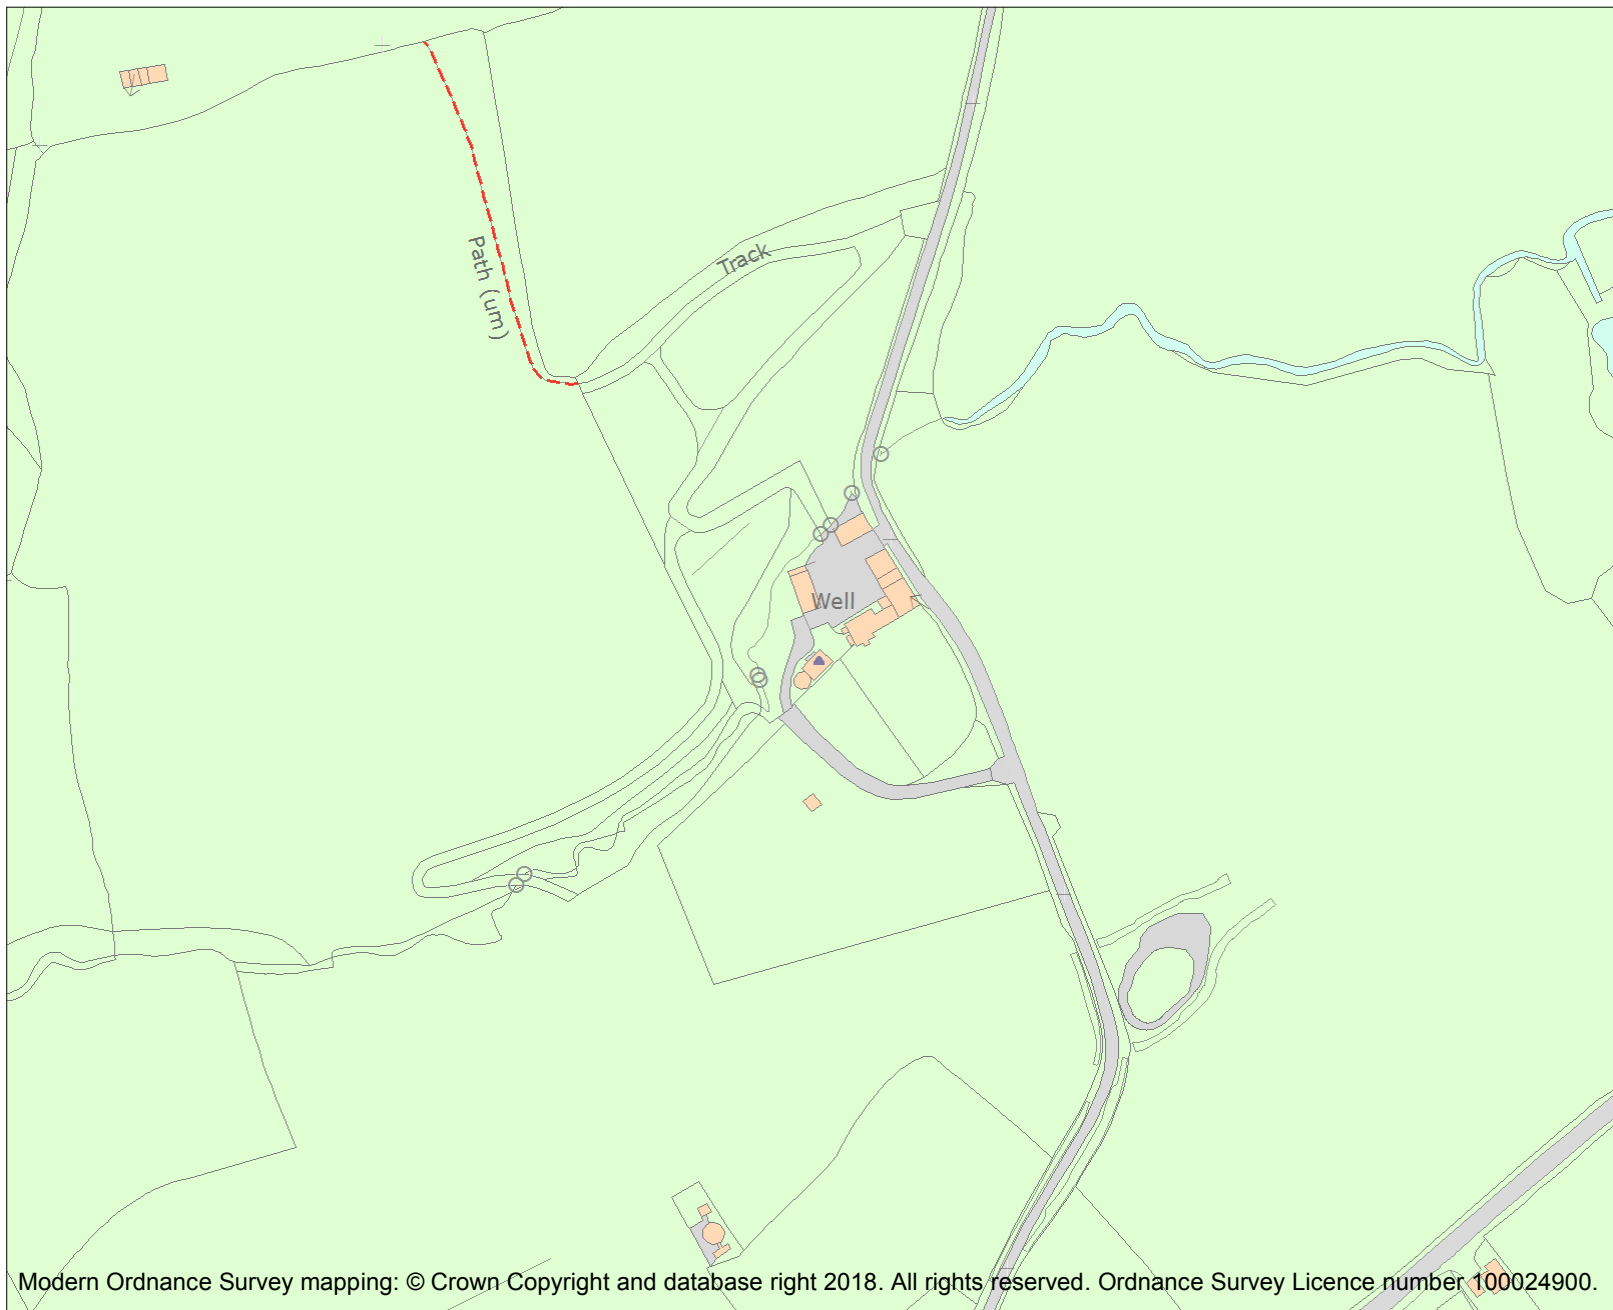 Track
Path (um)
Well
Modern Ordnance Survey mapping: © Crown Copyright and database right 2018. All rights reserved. Ordnance Survey Licence number 100024900.